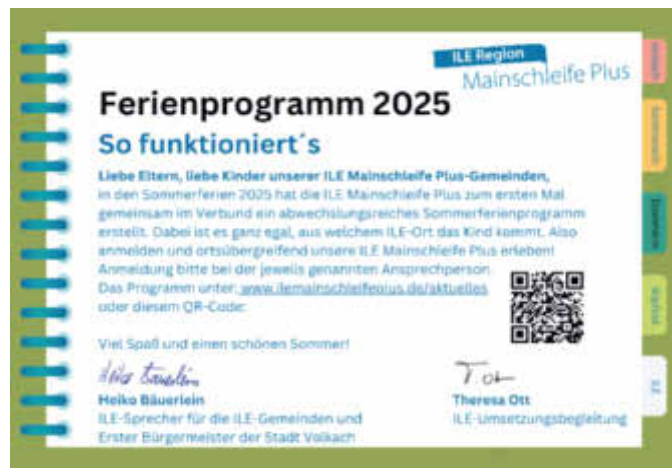 ILE Region
Mainschleife Plus
Ferienprogramm 2025
So funktioniert´s
Liebe Eltern, liebe Kinder unserer ILE Mainschleife Plus-Gemeinden,
in den Sommerferien 2025 hat die ILE Mainschleife Plus zum ersten Mal
gemeinsam im Verbund ein abwechslungsreiches Sommerferienprogramm
erstellt. Dabei ist es ganz egal, aus welchem ILE-Ort das Kind kommt. Also
anmelden und ortsübergreifend unsere ILE Mainschleife Plus erleben!
Anmeldung bitte bei der jeweils genannten Ansprechperson.
Das Programm unter: www.ilemainschleifeplus.de/aktuelles
oder diesem QR-Code:
Viel Spaß und einen schönen Sommer!
Heiko Bäuerlein
Heiko Bäuerlein
ILE-Sprecher für die ILE-Gemeinden und
Erster Bürgermeister der Stadt Volkach
T. Ott
Theresa Ott
ILE-Umsetzungsbegleitung